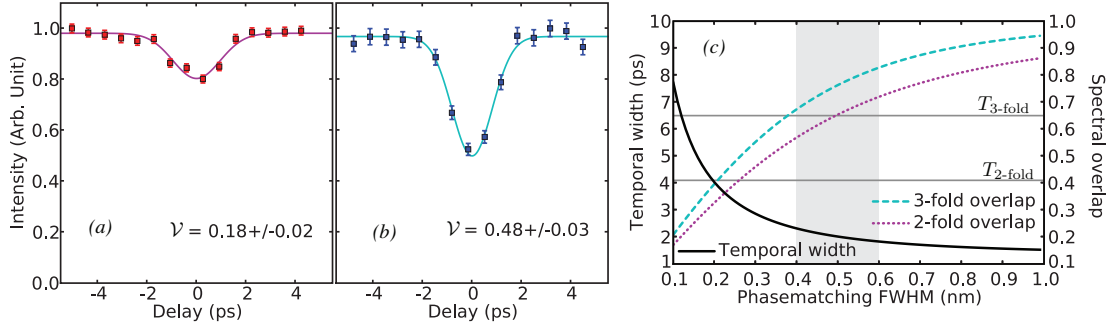 Intensity (Arb. Unit)
1.0
0.8
0.6
0.4
0.2
0.0
(a)
V = 0.18+/-0.02
-4 -2 0 2 4
Delay (ps)
(b)
V = 0.48+/-0.03
-4 -2 0 2 4
Delay (ps)
(c)
Temporal width (ps)
10
9
8
7
6
5
4
3
2
1
T3-fold
T2-fold
3-fold overlap
2-fold overlap
Temporal width
0.1 0.2 0.3 0.4 0.5 0.6 0.7 0.8 0.9 1.0
Phasematching FWHM (nm)
1.0
0.9
0.8
0.7
0.6
0.5
0.4
0.3
0.2
0.1
Spectral overlap